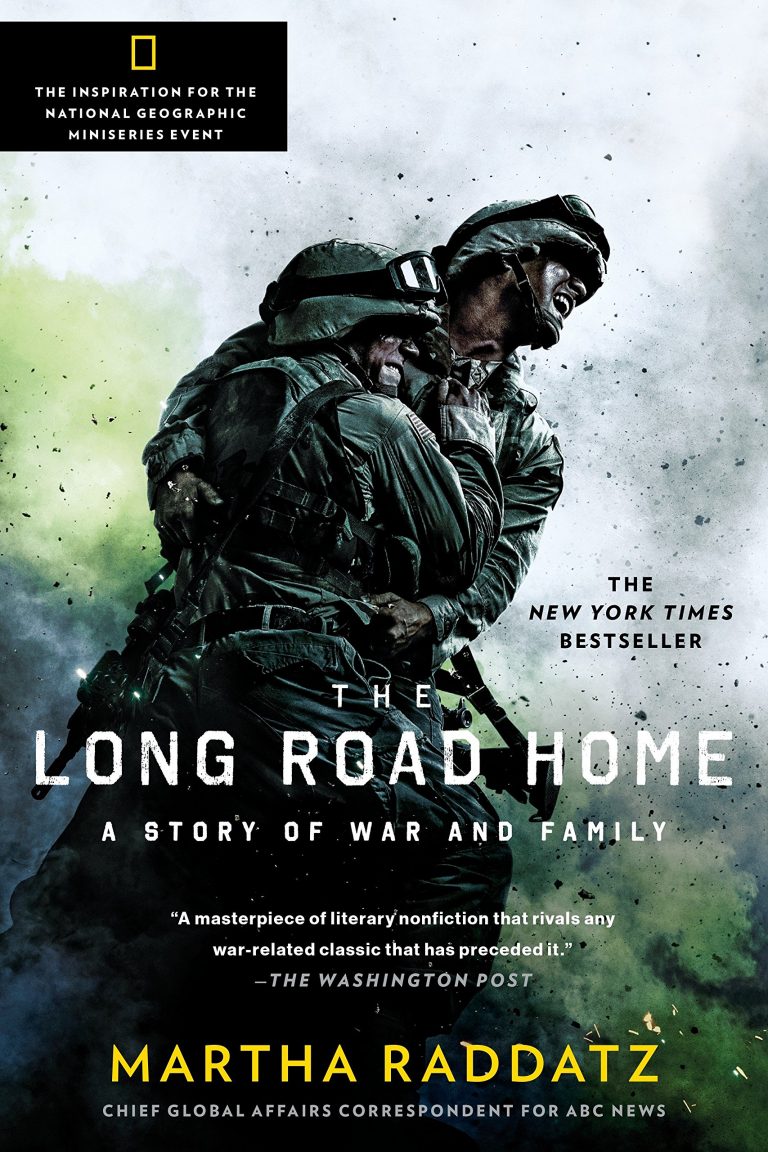 THE INSPIRATION FOR THE
NATIONAL GEOGRAPHIC
MINISERIES EVENT
THE
NEW YORK TIMES
BESTSELLER
THE
LONG ROAD HOME
A STORY OF WAR AND FAMILY
“A masterpiece of literary nonfiction that rivals any
war-related classic that has preceded it.”
—THE WASHINGTON POST
MARTHA RADDATZ
CHIEF GLOBAL AFFAIRS CORRESPONDENT FOR ABC NEWS